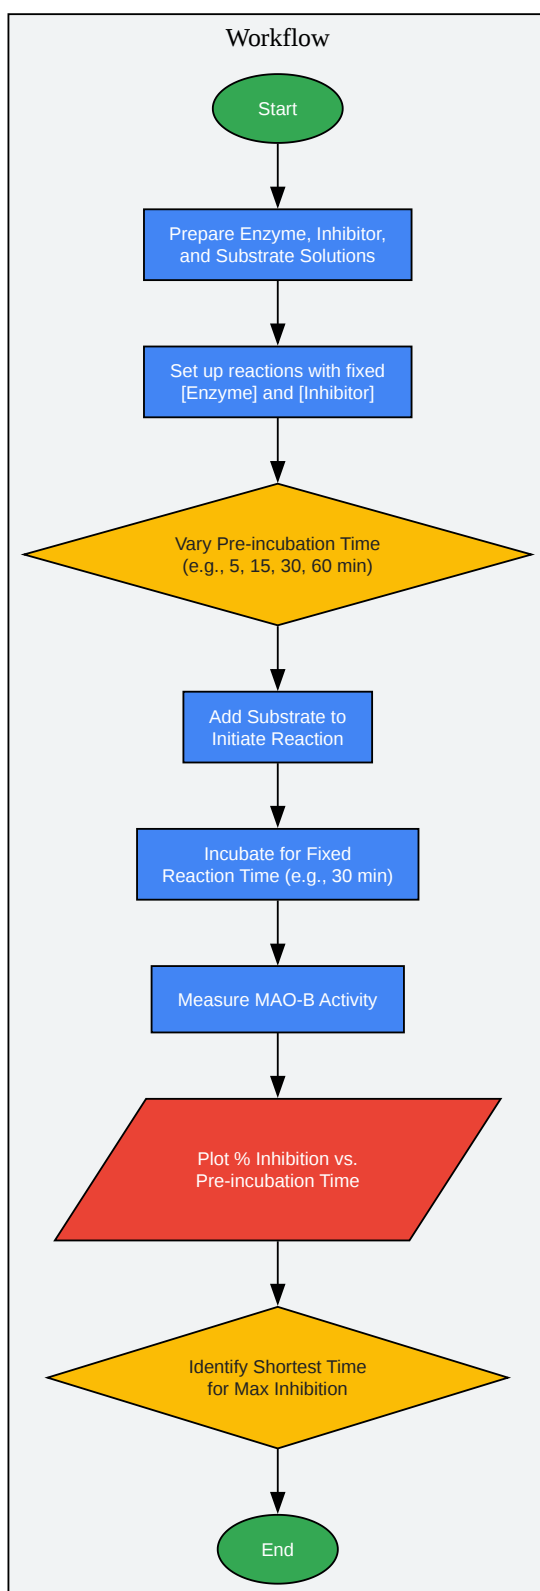 Workflow
Start
Prepare Enzyme, Inhibitor,
and Substrate Solutions
Set up reactions with fixed
[Enzyme] and [Inhibitor]
Vary Pre-incubation Time
(e.g., 5, 15, 30, 60 min)
Add Substrate to
Initiate Reaction
Incubate for Fixed
Reaction Time (e.g., 30 min)
Measure MAO-B Activity
Plot % Inhibition vs.
Pre-incubation Time
Identify Shortest Time
for Max Inhibition
End